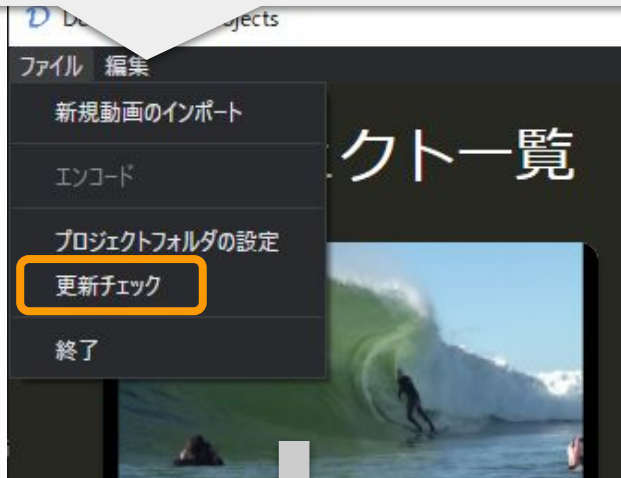 ファイル 編集
新規動画のインポート
クト一覧
エンコード
プロジェクトフォルダの設定
更新チェック
終了